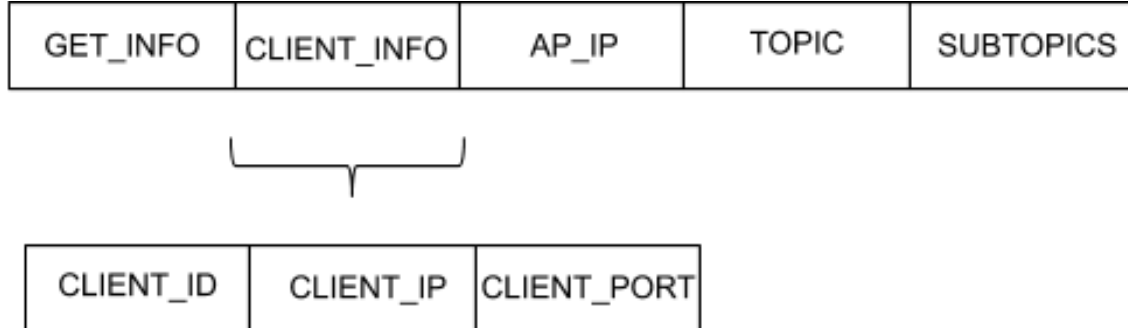 GET_INFO CLIENT_INFO AP_IP TOPIC SUBTOPICS
CLIENT_ID CLIENT_IP CLIENT_PORT